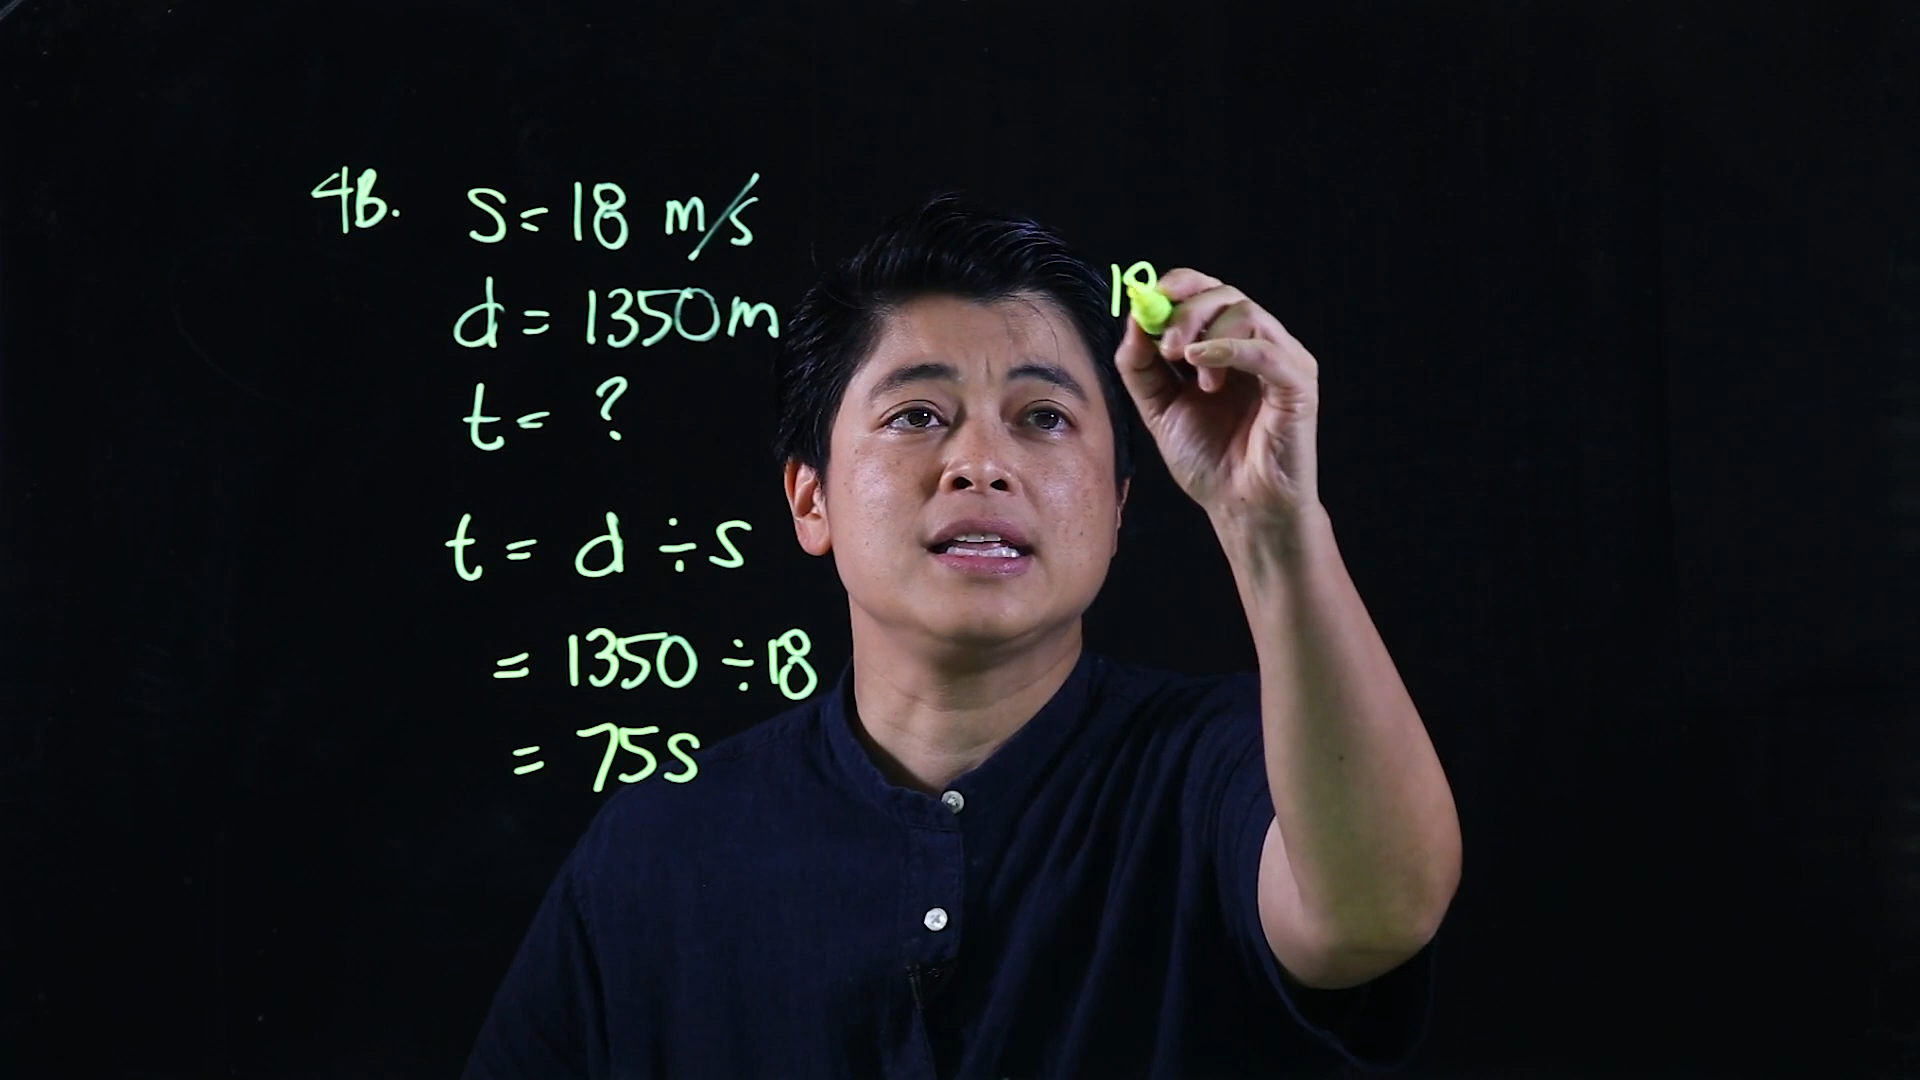 4B. S = 18 m/s
d = 1350m
t = ?
t = d ÷ s
= 1350 ÷ 18
= 75s